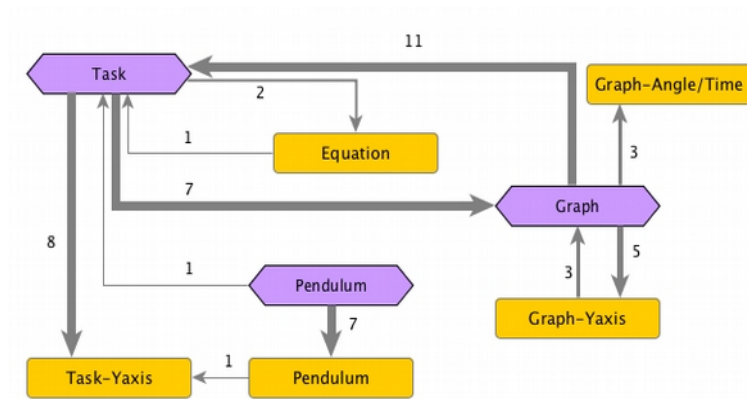 11
Task
Graph-Angle/Time
2
1
Equation
3
7
Graph
8
1
5
Pendulum
3
7
Graph-Yaxis
1
Task-Yaxis
Pendulum